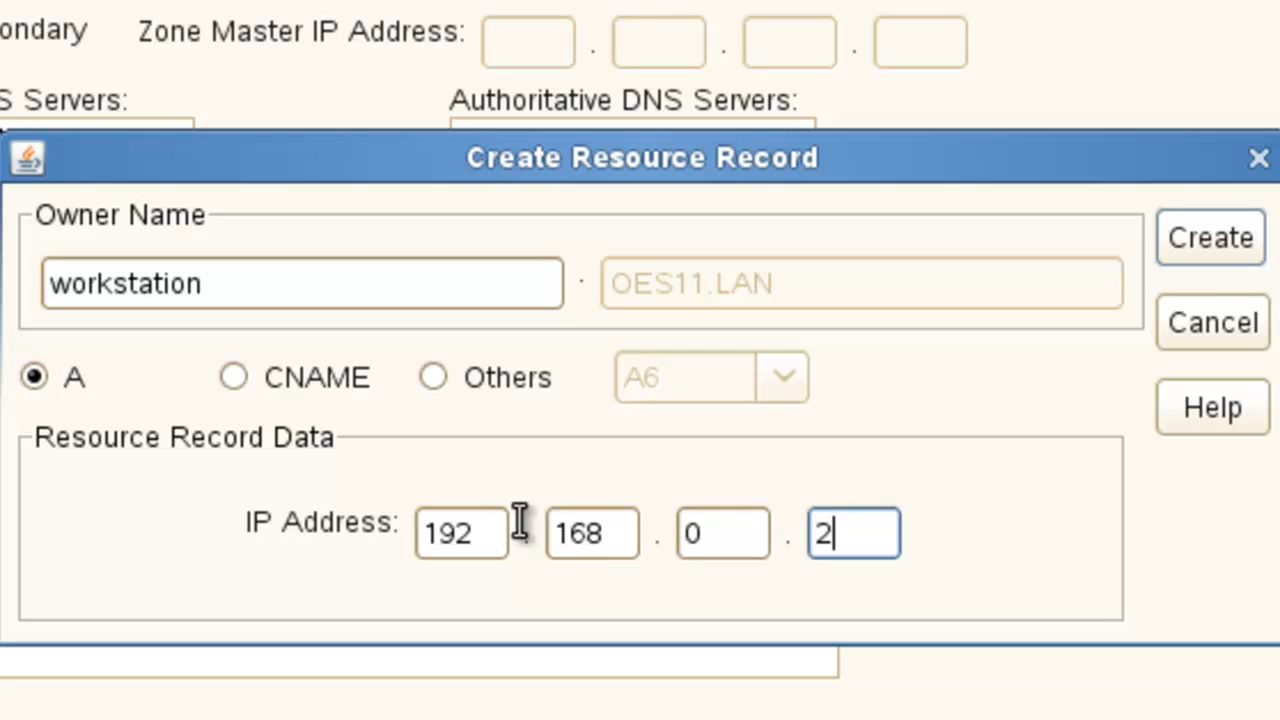 ondary Zone Master IP Address: . . .
S Servers: Authoritative DNS Servers:
Create Resource Record
Owner Name
Create
workstation . OES11.LAN
Cancel
A CNAME Others A6
Help
Resource Record Data
IP Address: 192 168 . 0 . 2